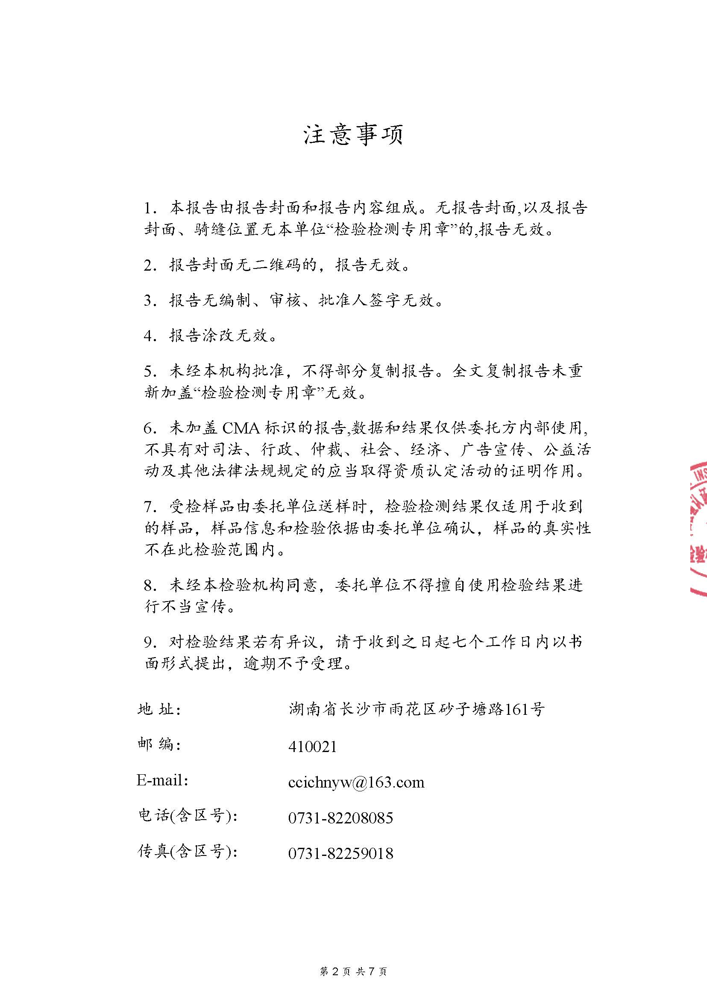 注意事项
1. 本报告由报告封面和报告内容组成。无报告封面,以及报告
封面、骑缝位置无本单位“检验检测专用章”的,报告无效。
2. 报告封面无二维码的，报告无效。
3. 报告无编制、审核、批准人签字无效。
4. 报告涂改无效。
5. 未经本机构批准，不得部分复制报告。全文复制报告未重
新加盖“检验检测专用章”无效。
6. 未加盖 CMA 标识的报告,数据和结果仅供委托方内部使用,
不具有对司法、行政、仲裁、社会、经济、广告宣传、公益活
动及其他法律法规规定的应当取得资质认定活动的证明作用。
7. 受检样品由委托单位送样时，检验检测结果仅适用于收到
的样品，样品信息和检验依据由委托单位确认，样品的真实性
不在此检验范围内。
8. 未经本检验机构同意，委托单位不得擅自使用检验结果进
行不当宣传。
9. 对检验结果若有异议，请于收到之日起七个工作日内以书
面形式提出，逾期不予受理。
地 址： 湖南省长沙市雨花区砂子塘路161号
邮 编： 410021
E-mail： ccichnyw@163.com
电话(含区号)： 0731-82208085
传真(含区号)： 0731-82259018
INS
第 2 页 共 7 页